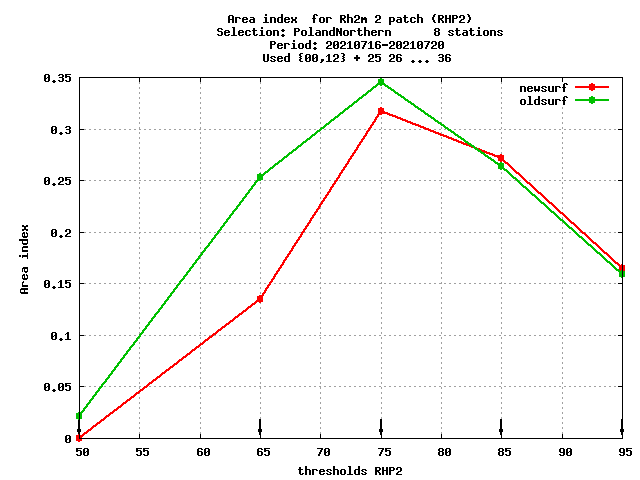 Area index  for Rh2m 2 patch (RHP2)
Selection: PolandNorthern      8 stations
Period: 20210716-20210720
Used {00,12} + 25 26 ... 36
newsurf
oldsurf
0.35
0.3
0.25
0.2
0.15
0.1
0.05
0
Area index
50 55 60 65 70 75 80 85 90 95
thresholds RHP2